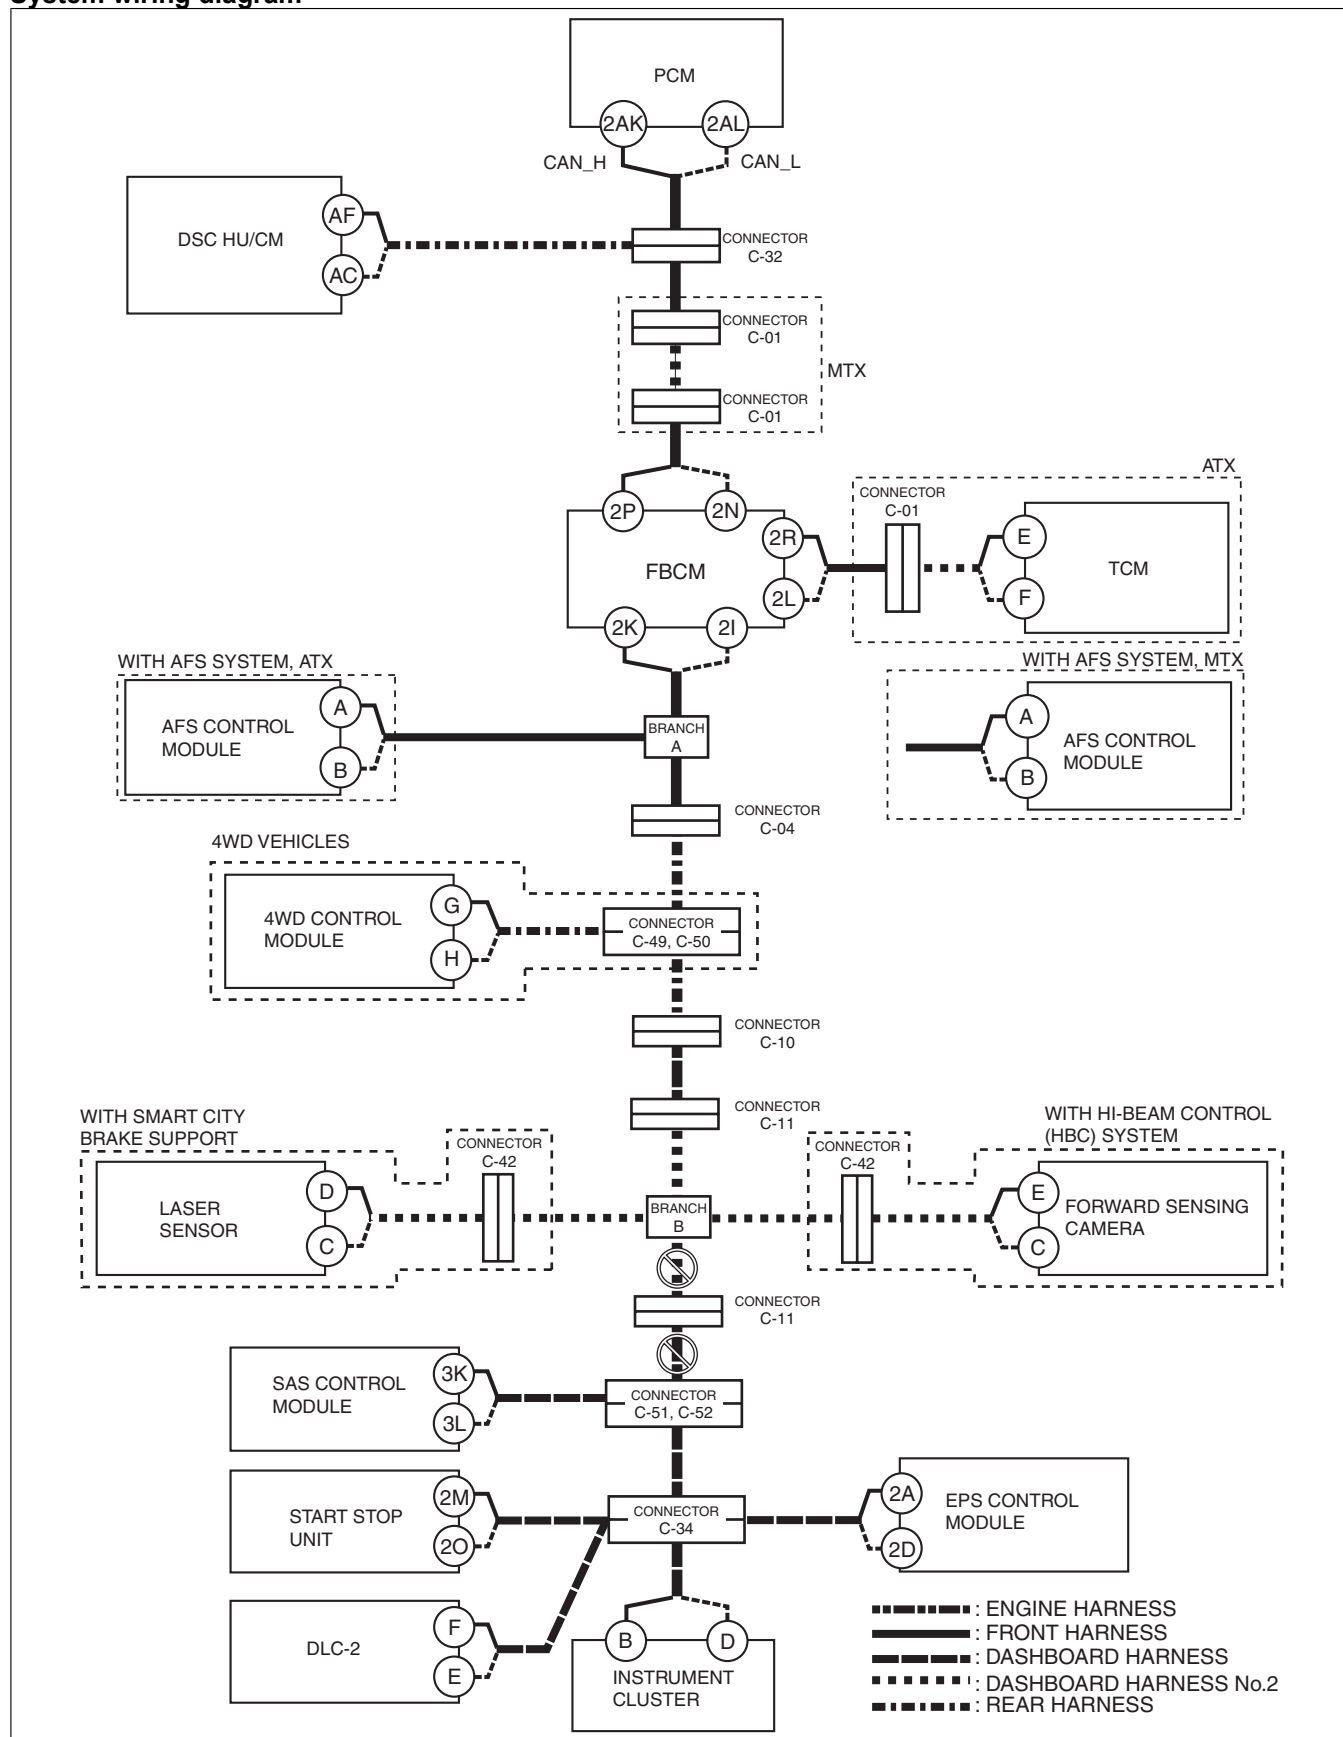 System wiring diagram
PCM
2AK
2AL
CAN_H
CAN_L
DSC HU/CM
AF
AC
CONNECTOR
C-32
CONNECTOR
C-01
MTX
CONNECTOR
C-01
ATX
2P
2N
2R
2L
FBCM
2K
2I
CONNECTOR
C-01
E
F
TCM
WITH AFS SYSTEM, ATX
AFS CONTROL
MODULE
A
B
BRANCH
A
WITH AFS SYSTEM, MTX
A
B
AFS CONTROL
MODULE
CONNECTOR
C-04
4WD VEHICLES
4WD CONTROL
MODULE
G
H
CONNECTOR
C-49, C-50
CONNECTOR
C-10
CONNECTOR
C-11
WITH SMART CITY
BRAKE SUPPORT
LASER
SENSOR
D
C
CONNECTOR
C-42
BRANCH
B
CONNECTOR
C-42
WITH HI-BEAM CONTROL
(HBC) SYSTEM
E
C
FORWARD SENSING
CAMERA
CONNECTOR
C-11
SAS CONTROL
MODULE
3K
3L
CONNECTOR
C-51, C-52
START STOP
UNIT
2M
2O
CONNECTOR
C-34
2A
2D
EPS CONTROL
MODULE
DLC-2
F
E
B
D
INSTRUMENT
CLUSTER
: ENGINE HARNESS
: FRONT HARNESS
: DASHBOARD HARNESS
: DASHBOARD HARNESS No.2
: REAR HARNESS